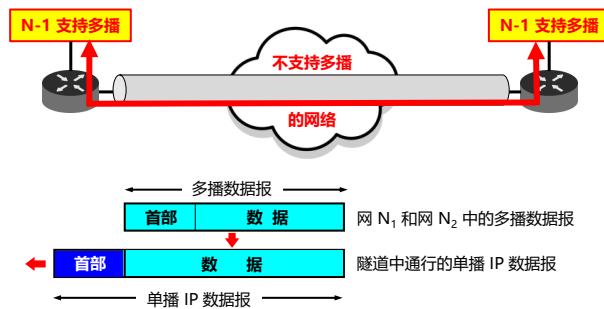 N-1 支持多播
N-1 支持多播
不支持多播
的网络
多播数据报
首部 数 据 网 N₁ 和网 N₂ 中的多播数据报
首部 数 据 隧道中通行的单播 IP 数据报
单播 IP 数据报